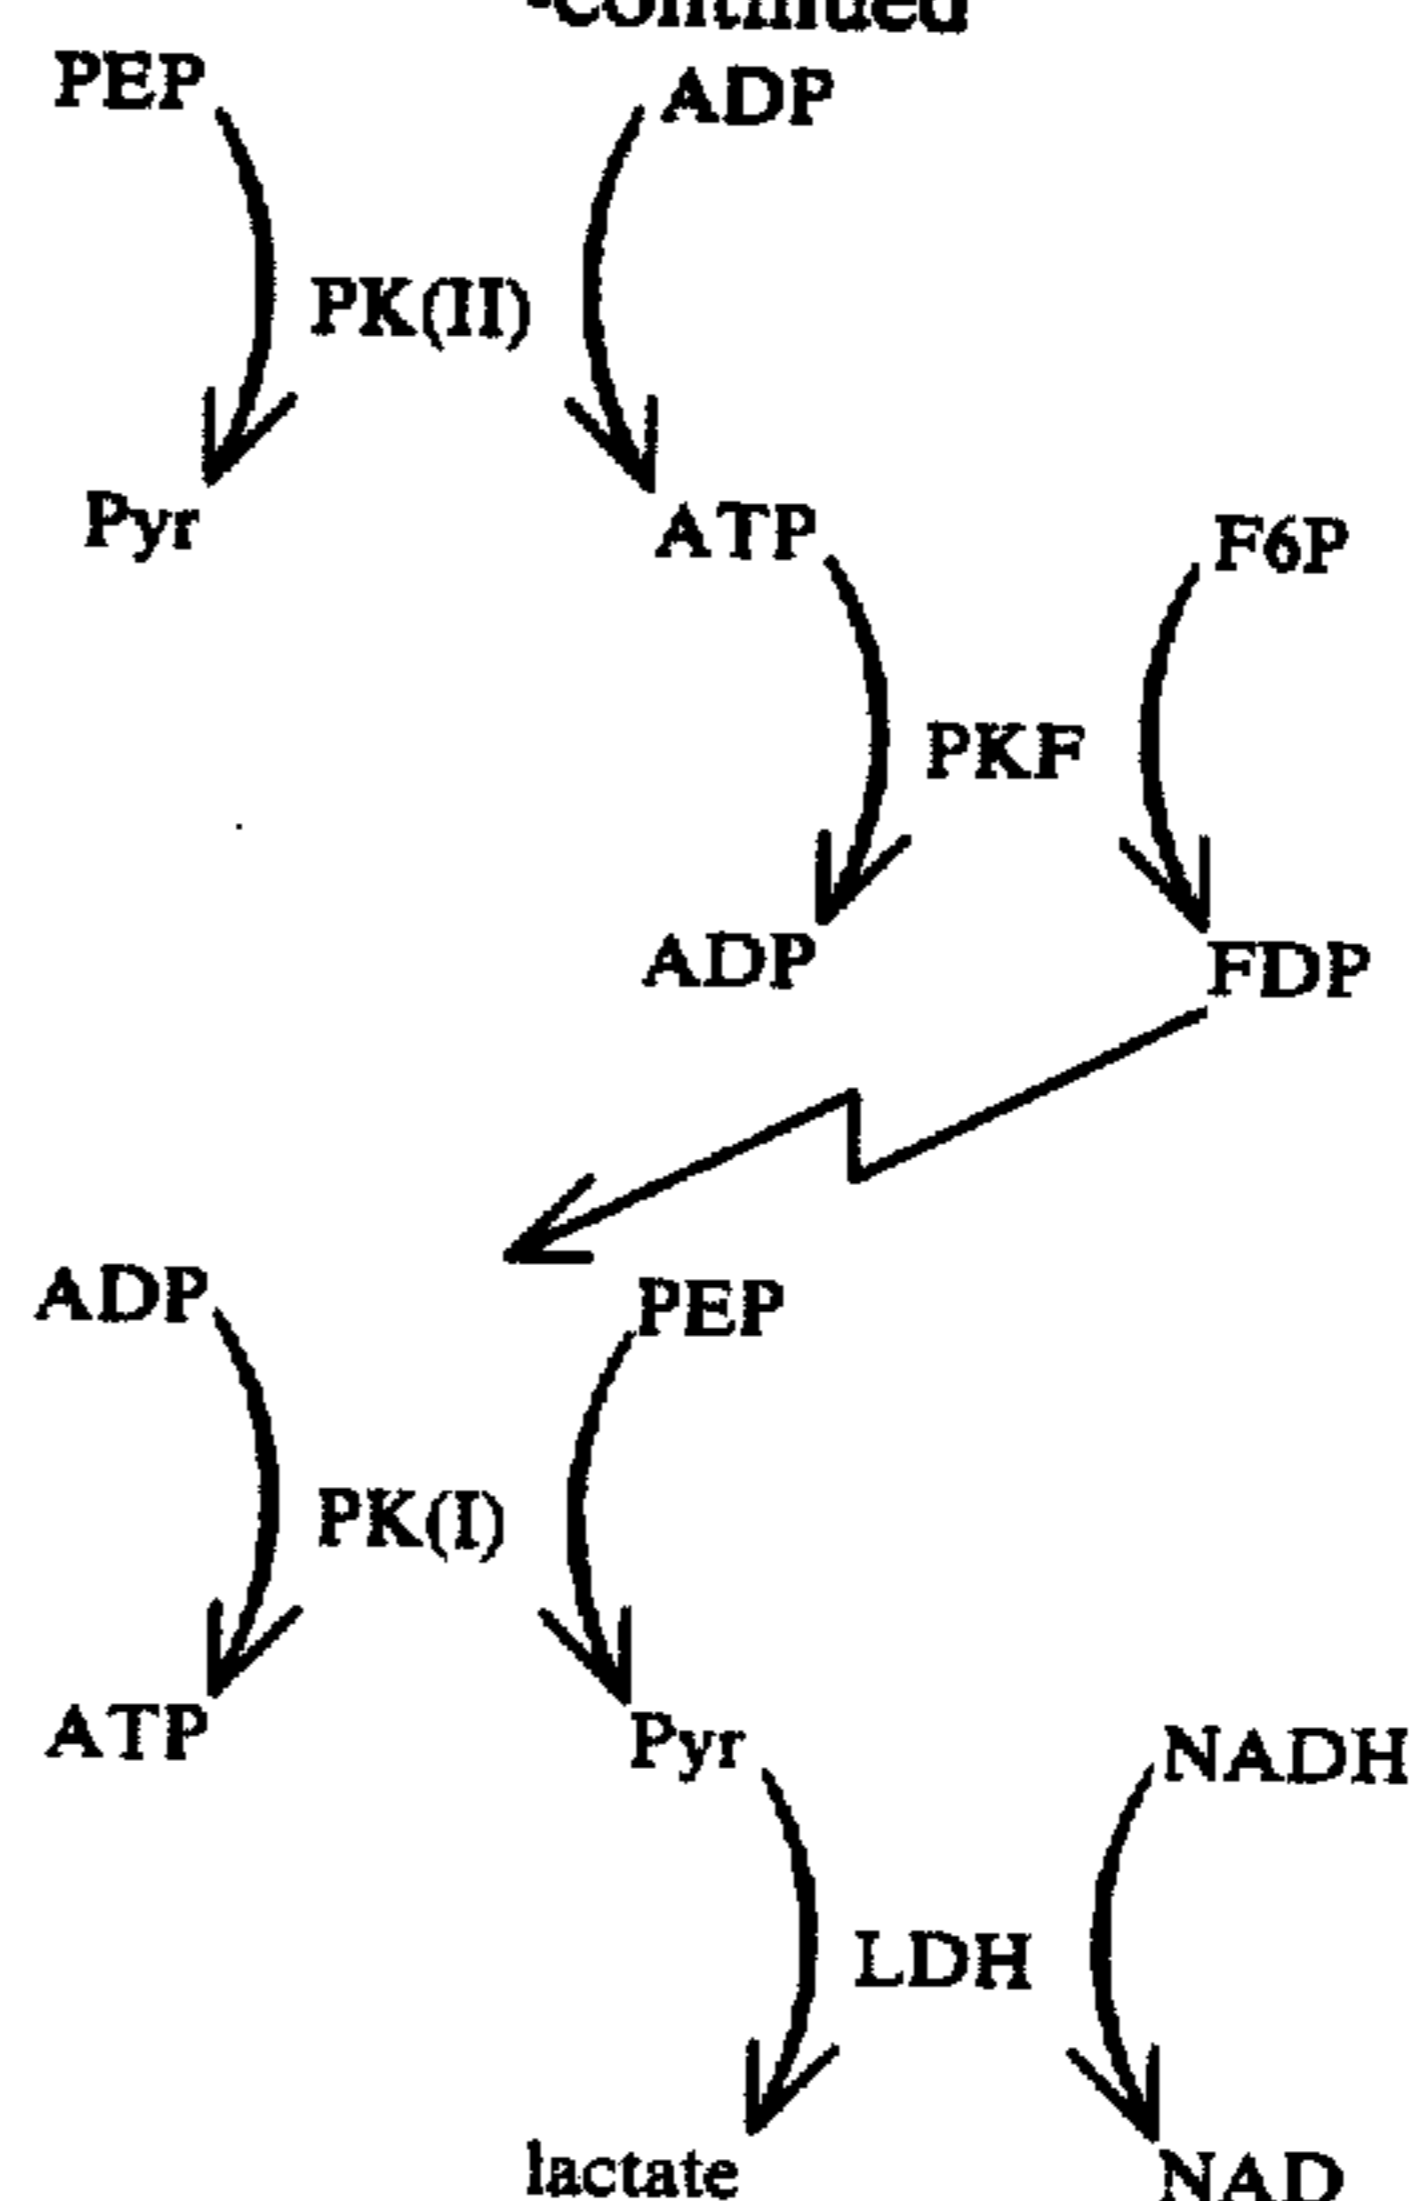 -continued
PEP ADP
PK(II)
Pyr ATP F6P
PKF
ADP FDP
ADP PEP
PK(I)
ATP Pyr NADH
LDH
lactate NAD